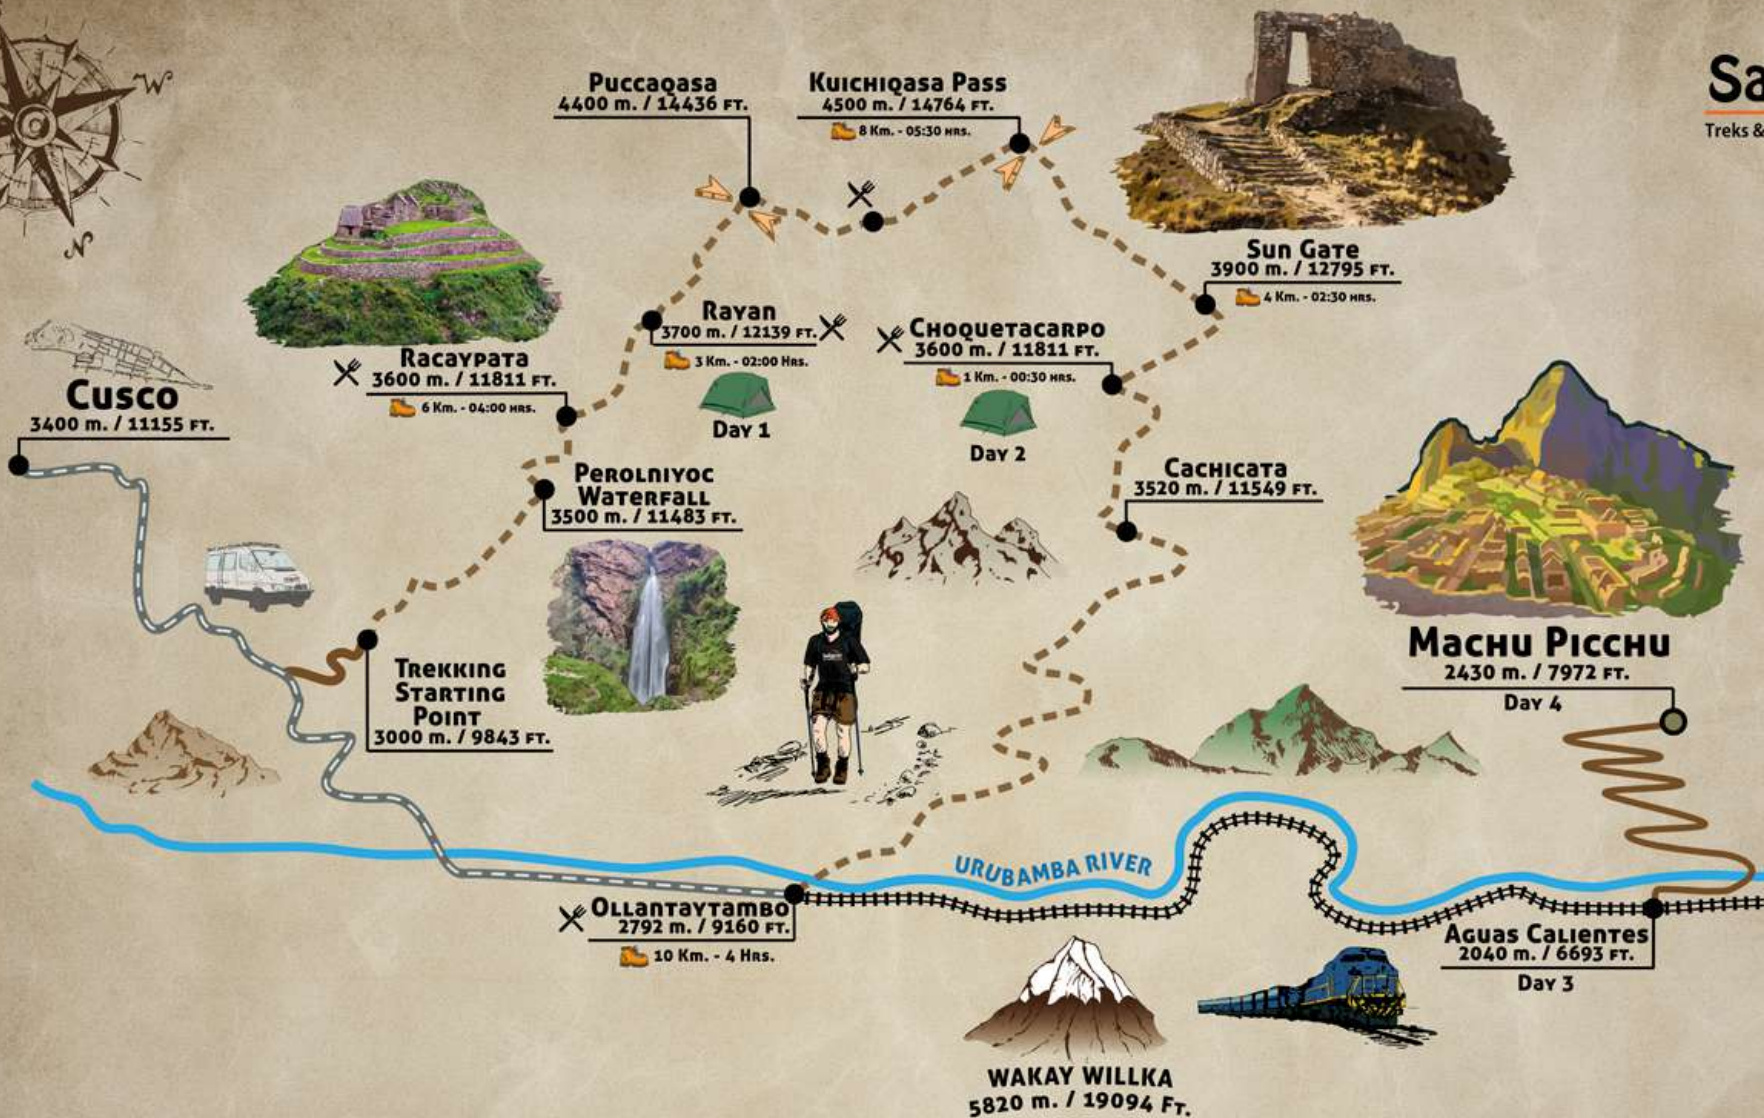 W
N
Sa
Treks &
Puccaqasa
4400 m. / 14436 FT.
Kuichiqasa Pass
4500 m. / 14764 FT.
8 Km. - 05:30 HRS.
Sun Gate
3900 m. / 12795 FT.
4 Km. - 02:30 HRS.
Rayan
3700 m. / 12139 FT.
3 Km. - 02:00 Hrs.
Day 1
Choquetacarpo
3600 m. / 11811 FT.
1 Km. - 00:30 HRS.
Day 2
Racaypata
3600 m. / 11811 FT.
6 Km. - 04:00 HRS.
Cusco
3400 m. / 11155 FT.
Perolniyoc
Waterfall
3500 m. / 11483 FT.
Cachicata
3520 m. / 11549 FT.
Trekking
Starting
Point
3000 m. / 9843 FT.
Machu Picchu
2430 m. / 7972 FT.
Day 4
URUBAMBA RIVER
Ollantaytambo
2792 m. / 9160 FT.
10 Km. - 4 Hrs.
Aguas Calientes
2040 m. / 6693 FT.
Day 3
WAKAY WILLKA
5820 m. / 19094 Ft.